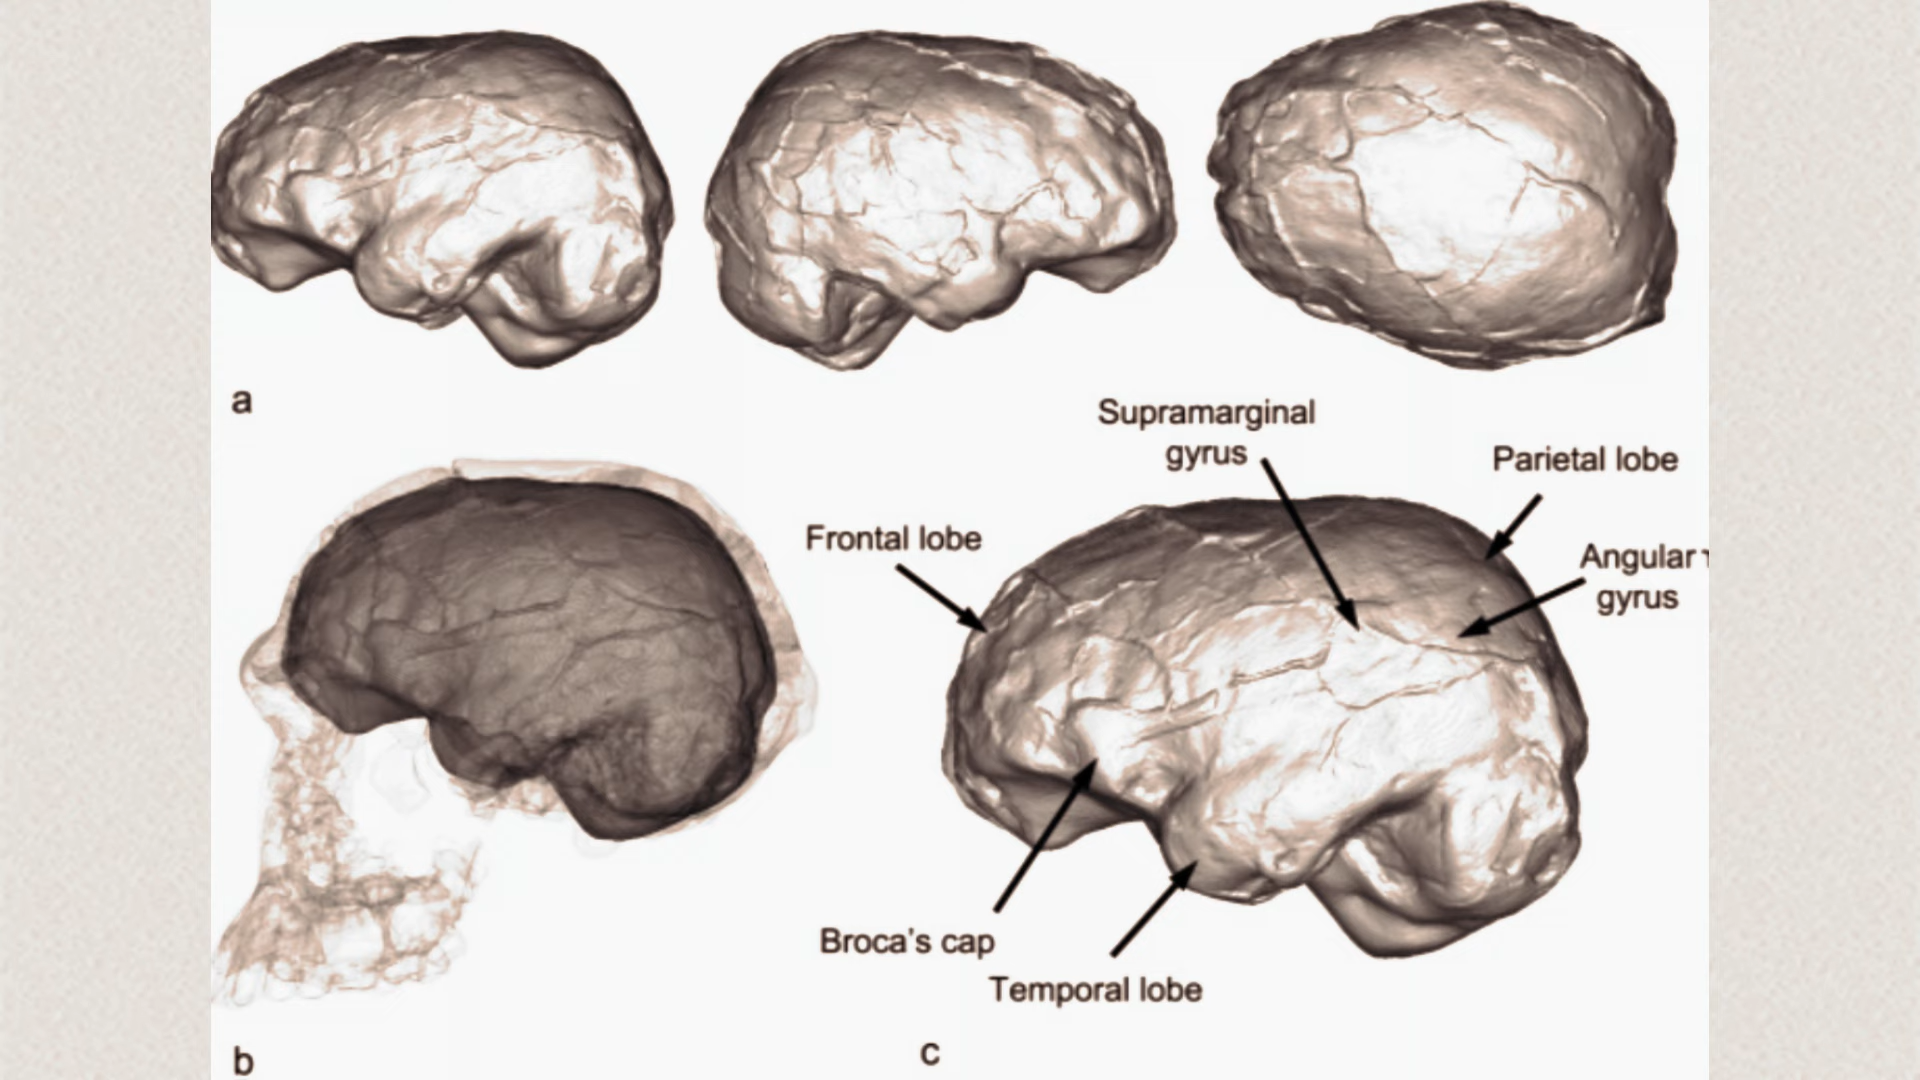 a
Supramarginal
gyrus
Parietal lobe
Frontal lobe
Angular
gyrus
Broca's cap
Temporal lobe
b
c